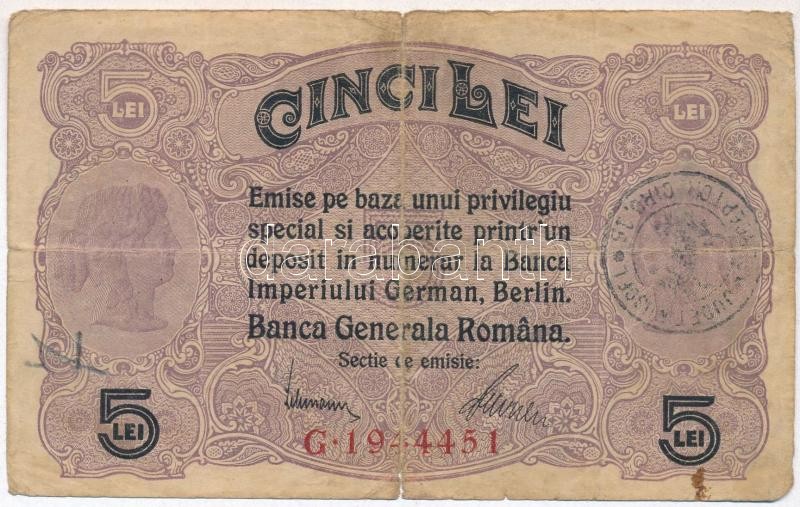 5 LEI
5 LEI
CINCI LEI
Emise pe baza unui privilegiu
special si acoperite printr'un
deposit in numerar la Banca
Imperiului German, Berlin.
Banca Generala Româna.
Sectie de emisie:
5 LEI
5 LEI
darabanth